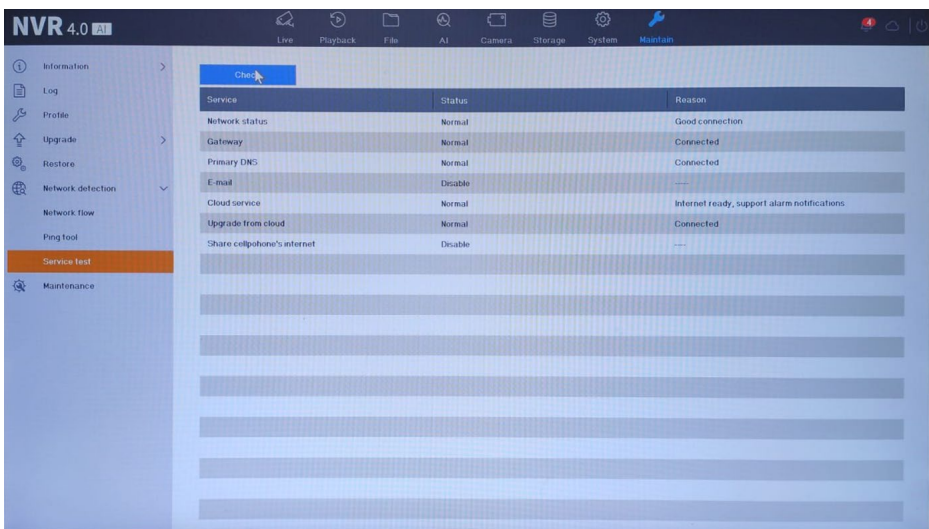 NVR 4.0 AI
Live Playback File AI Camera Storage System Maintain
4
Information
Log
Profile
Upgrade
Restore
Network detection
Network flow
Ping tool
Service test
Maintenance
Check
Service Status Reason
Network status Normal Good connection
Gateway Normal Connected
Primary DNS Normal Connected
E-mail Disable ----
Cloud service Normal Internet ready, support alarm notifications
Upgrade from cloud Normal Connected
Share cellphone's internet Disable ----